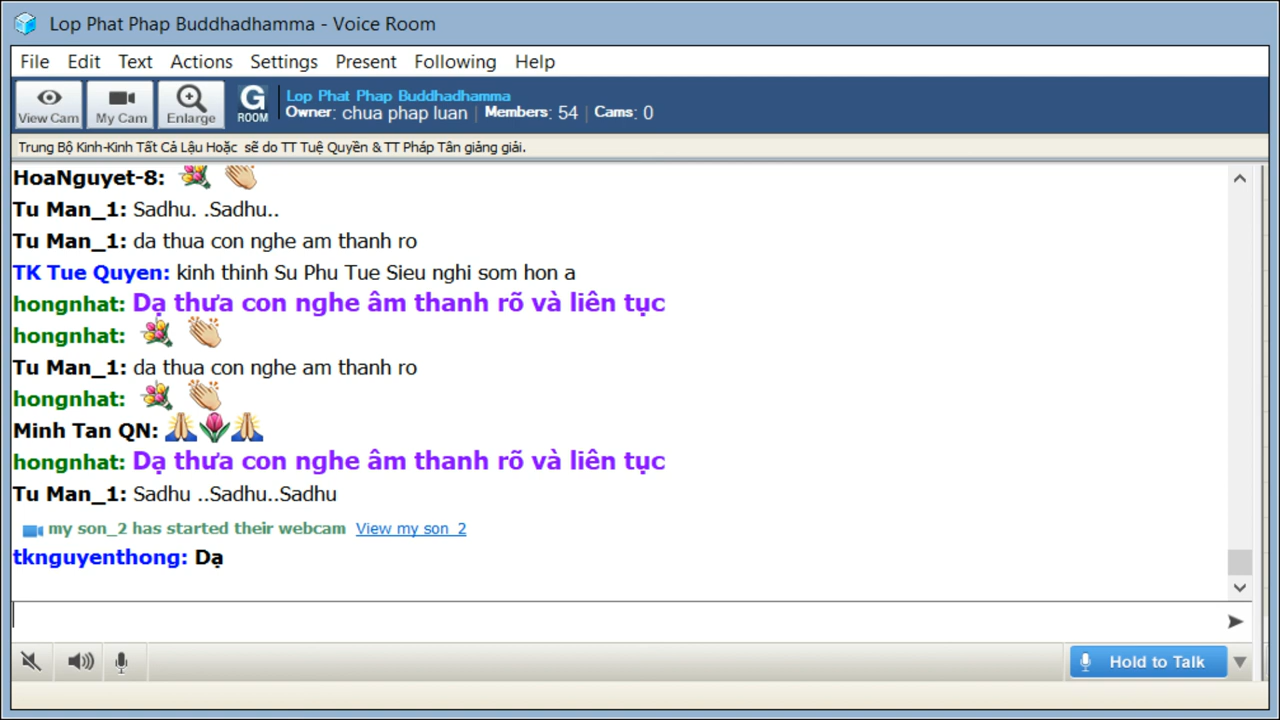 Lop Phat Phap Buddhadhamma - Voice Room
File Edit Text Actions Settings Present Following Help
View Cam My Cam Enlarge G ROOM
Lop Phat Phap Buddhadhamma
Owner: chua phap luan | Members: 54 | Cams: 0
Trung Bộ Kinh-Kinh Tất Cả Lậu Hoặc sẽ do TT Tuệ Quyền & TT Pháp Tân giảng giải.
HoaNguyet-8:
Tu Man_1: Sadhu. .Sadhu..
Tu Man_1: da thua con nghe am thanh ro
TK Tue Quyen: kinh thinh Su Phu Tue Sieu nghi som hon a
hongnhat: Dạ thưa con nghe âm thanh rõ và liên tục
hongnhat:
Tu Man_1: da thua con nghe am thanh ro
hongnhat:
Minh Tan QN:
hongnhat: Dạ thưa con nghe âm thanh rõ và liên tục
Tu Man_1: Sadhu ..Sadhu..Sadhu
my son_2 has started their webcam View my son_2
tknguyenthong: Dạ
Hold to Talk